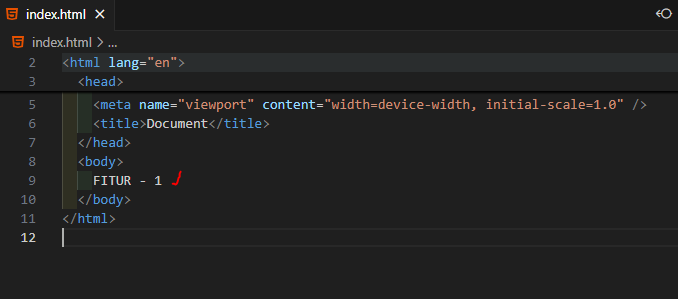 index.html
index.html > ...
2 <html lang="en">
3 <head>
5 <meta name="viewport" content="width=device-width, initial-scale=1.0" />
6 <title>Document</title>
7 </head>
8 <body>
9 FITUR - 1
10 </body>
11 </html>
12